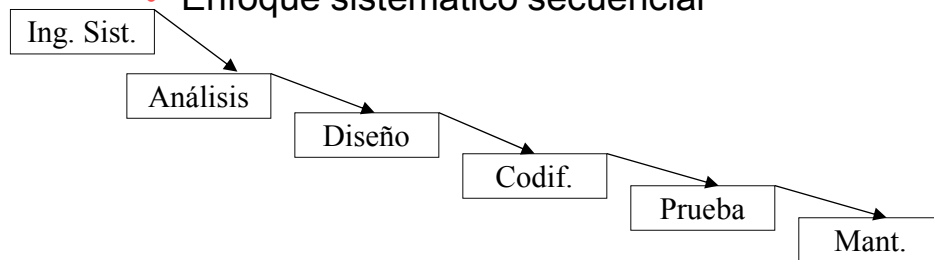 Enfoque sistemático secuencial
Ing. Sist.
Análisis
Diseño
Codif.
Prueba
Mant.